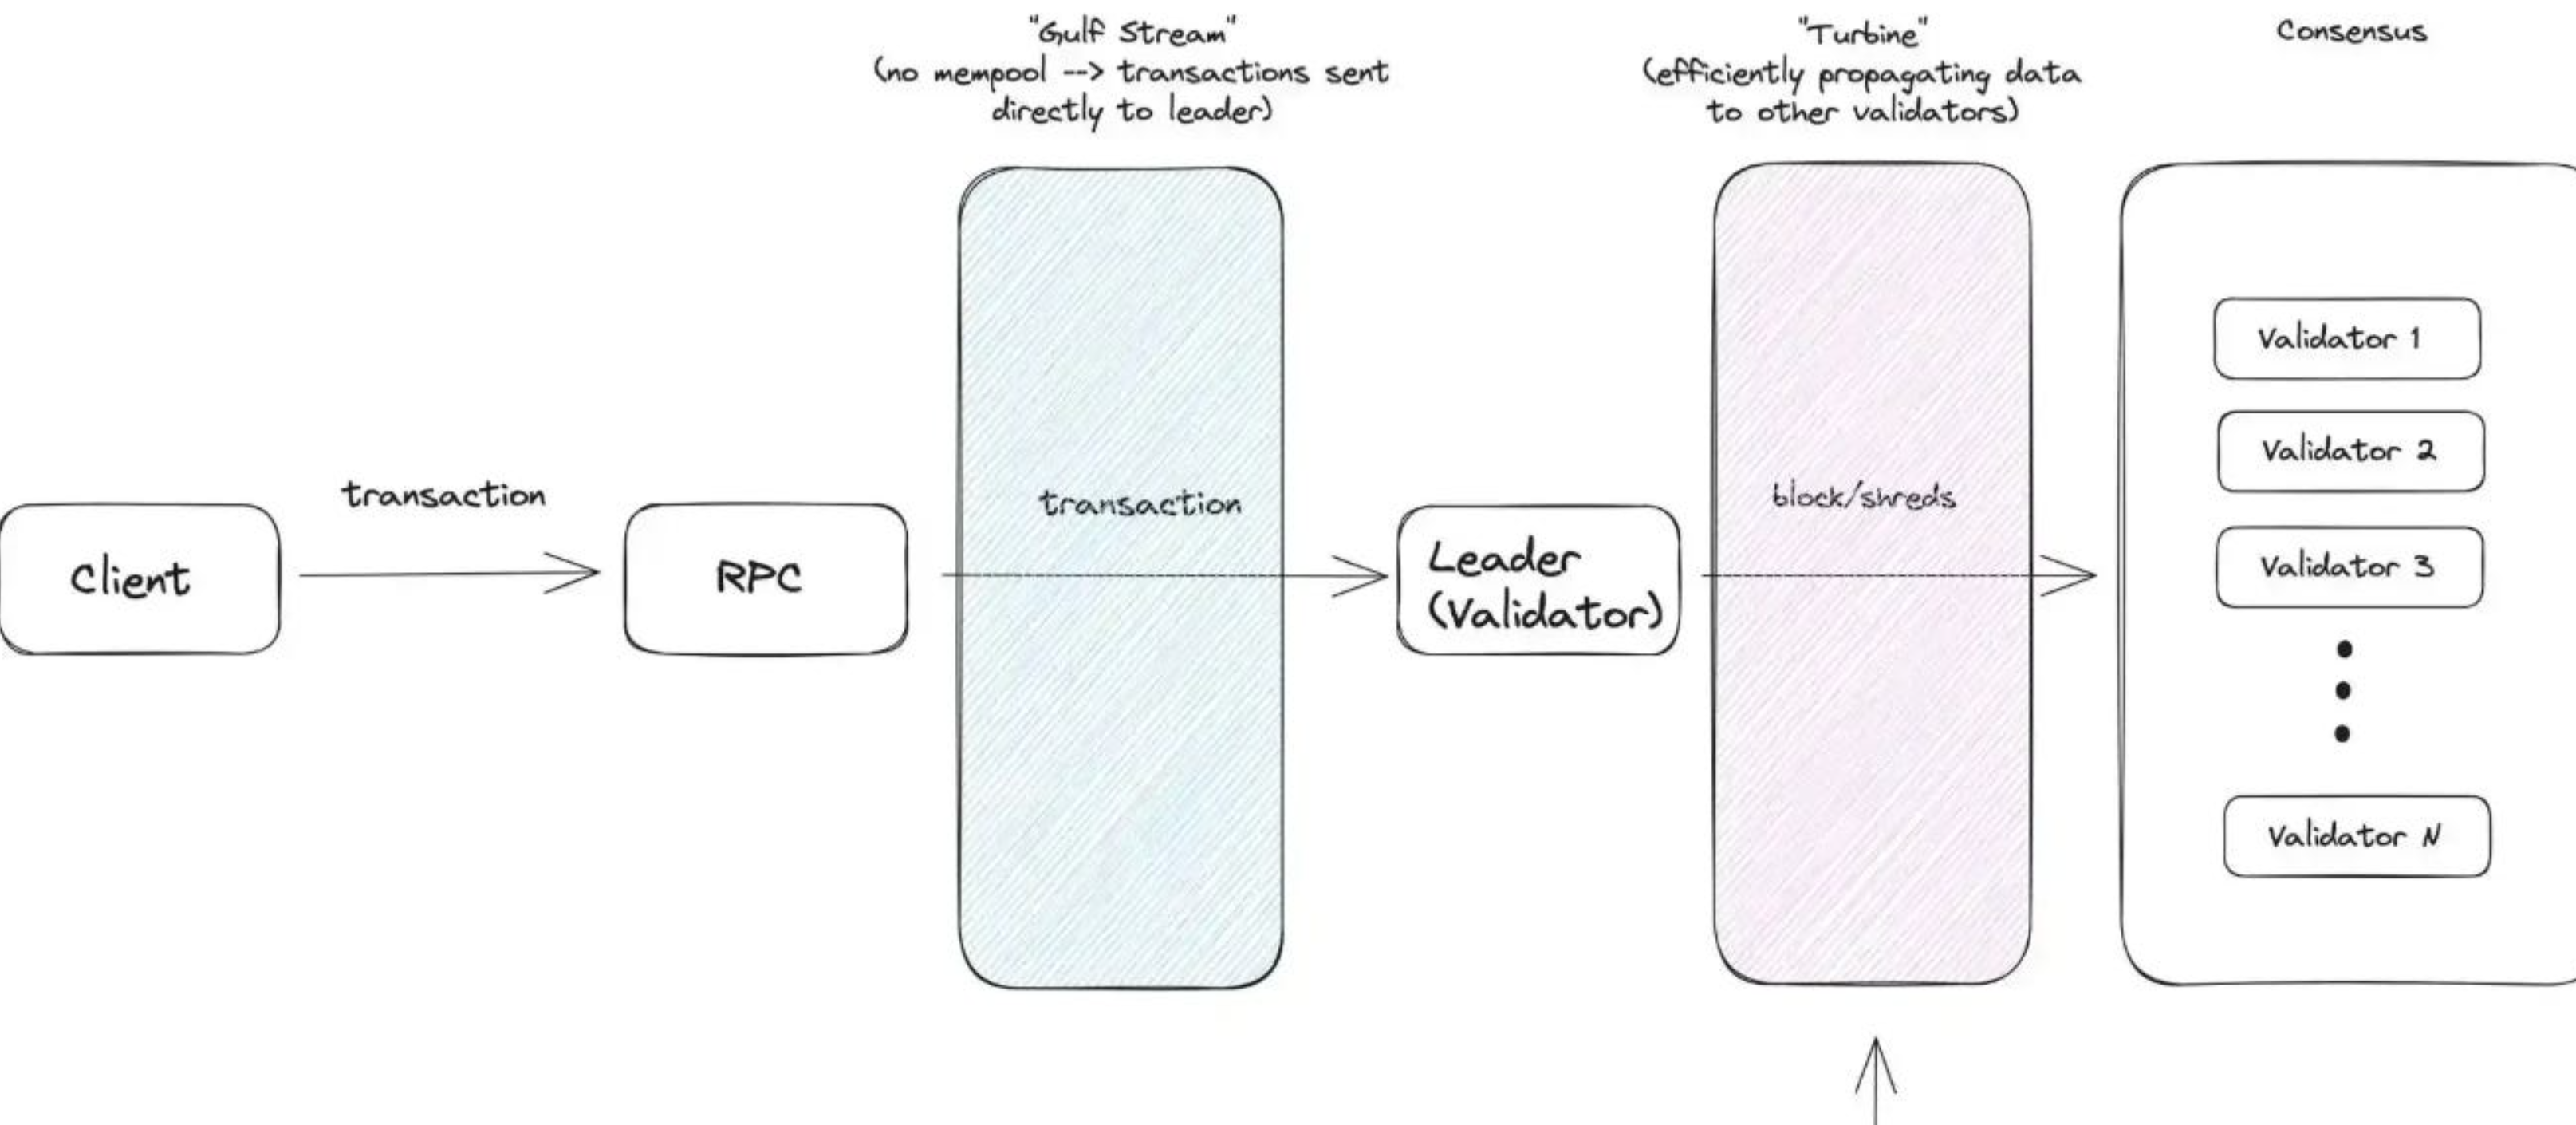 "Gulf Stream"
(no mempool --> transactions sent
directly to leader)
"Turbine"
(efficiently propagating data
to other validators)
Consensus
transaction
Client
RPC
transaction
Leader
(Validator)
block/shreds
Validator 1
Validator 2
Validator 3
Validator N